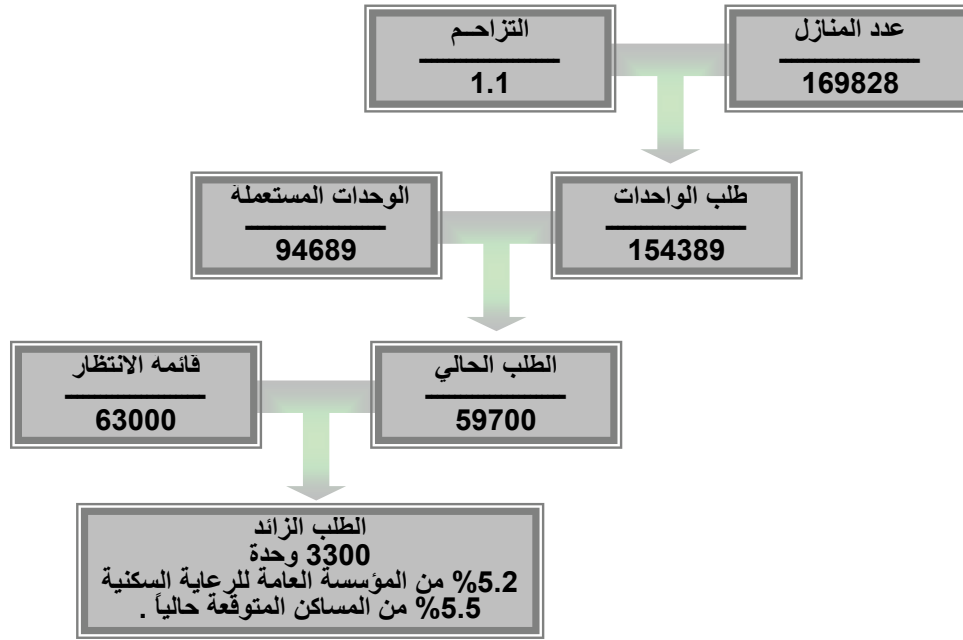 عدد المنازل
169828
التزاحــم
1.1
طلب الواحدات
154389
الوحدات المستعملة
94689
الطلب الحالي
59700
قائمه الانتظار
63000
الطلب الزائد
3300 وحدة
5.2% من المؤسسة العامة للرعاية السكنية
5.5% من المساكن المتوقعة حالياً .